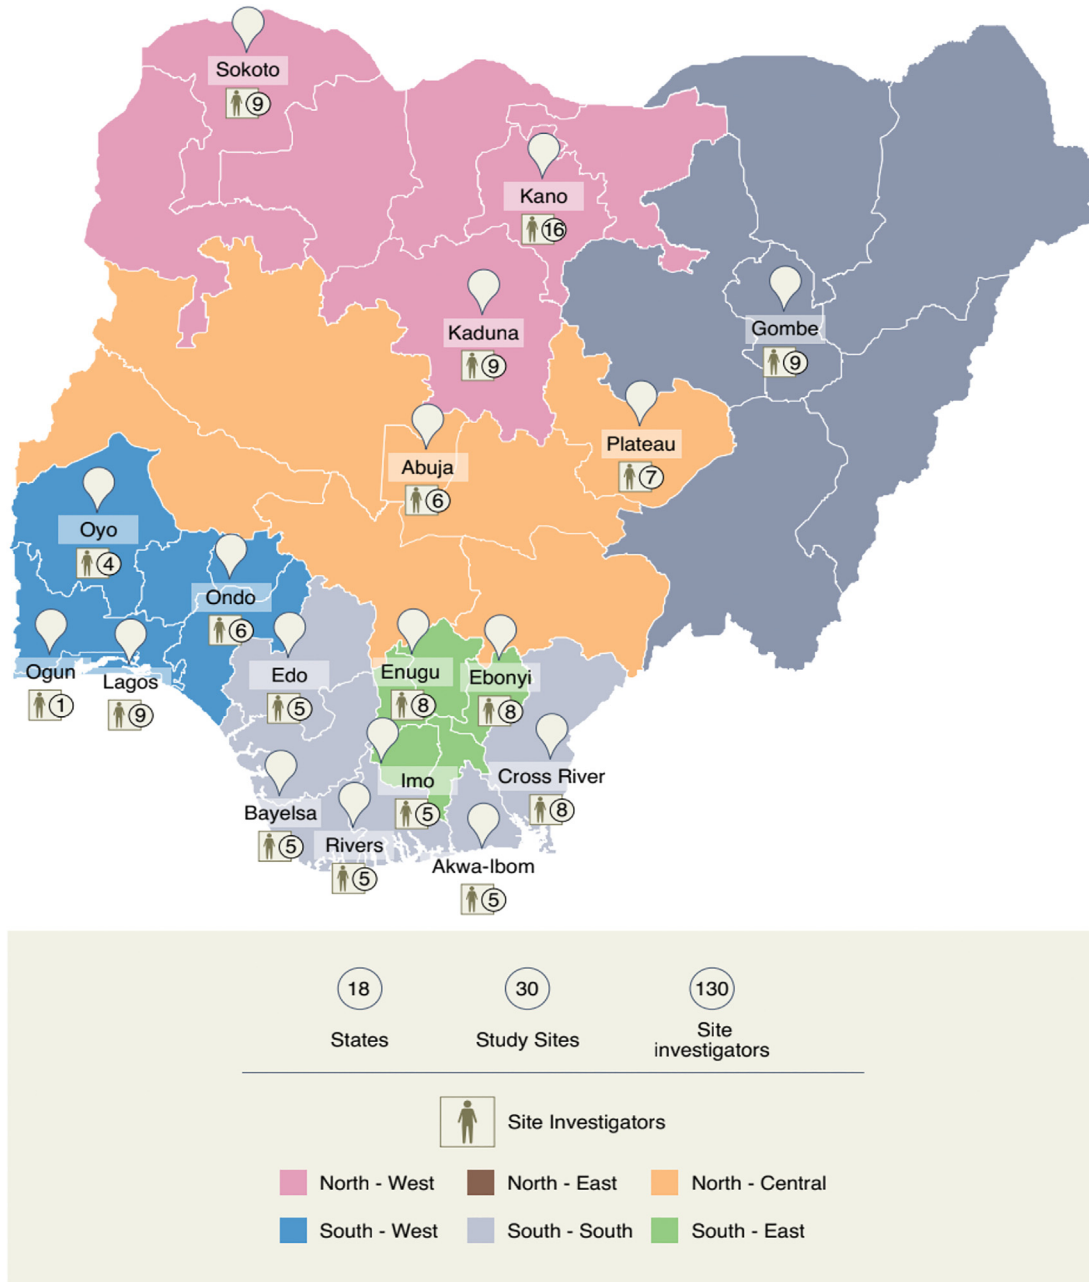 Sokoto
9
Kano
16
Kaduna
9
Gombe
9
Plateau
7
Abuja
6
Oyo
4
Ondo
6
Ogun
1
Lagos
9
Edo
5
Enugu
8
Ebonyi
8
Imo
5
Cross River
8
Bayelsa
5
Rivers
5
Akwa-Ibom
5
18
30
130
States
Study Sites
Site
investigators
Site Investigators
North - West
North - East
North - Central
South - West
South - South
South - East